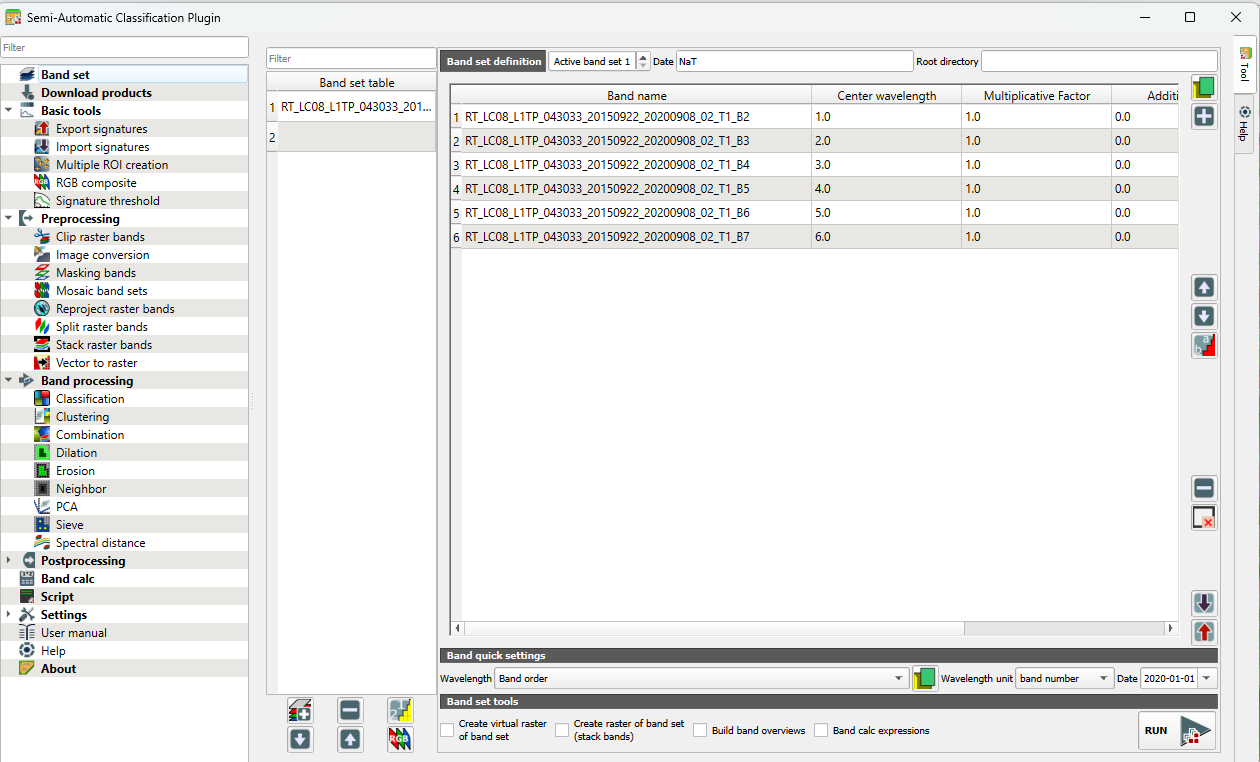 Semi-Automatic Classification Plugin
Filter
Band set
Download products
Basic tools
Export signatures
Import signatures
Multiple ROI creation
RGB composite
Signature threshold
Preprocessing
Clip raster bands
Image conversion
Masking bands
Mosaic band sets
Reproject raster bands
Split raster bands
Stack raster bands
Vector to raster
Band processing
Classification
Clustering
Combination
Dilation
Erosion
Neighbor
PCA
Sieve
Spectral distance
Postprocessing
Band calc
Script
Settings
User manual
Help
About
Filter
Band set table
1 RT_LC08_L1TP_043033_201...
2
Band set definition Active band set 1 Date NaT Root directory
Band name Center wavelength Multiplicative Factor Additi
1 RT_LC08_L1TP_043033_20150922_20200908_02_T1_B2 1.0 1.0 0.0
2 RT_LC08_L1TP_043033_20150922_20200908_02_T1_B3 2.0 1.0 0.0
3 RT_LC08_L1TP_043033_20150922_20200908_02_T1_B4 3.0 1.0 0.0
4 RT_LC08_L1TP_043033_20150922_20200908_02_T1_B5 4.0 1.0 0.0
5 RT_LC08_L1TP_043033_20150922_20200908_02_T1_B6 5.0 1.0 0.0
6 RT_LC08_L1TP_043033_20150922_20200908_02_T1_B7 6.0 1.0 0.0
Band quick settings
Wavelength Band order Wavelength unit band number Date 2020-01-01
Band set tools
Create virtual raster
of band set
Create raster of band set
(stack bands)
Build band overviews
Band calc expressions
RUN
Tool
Help
RGB